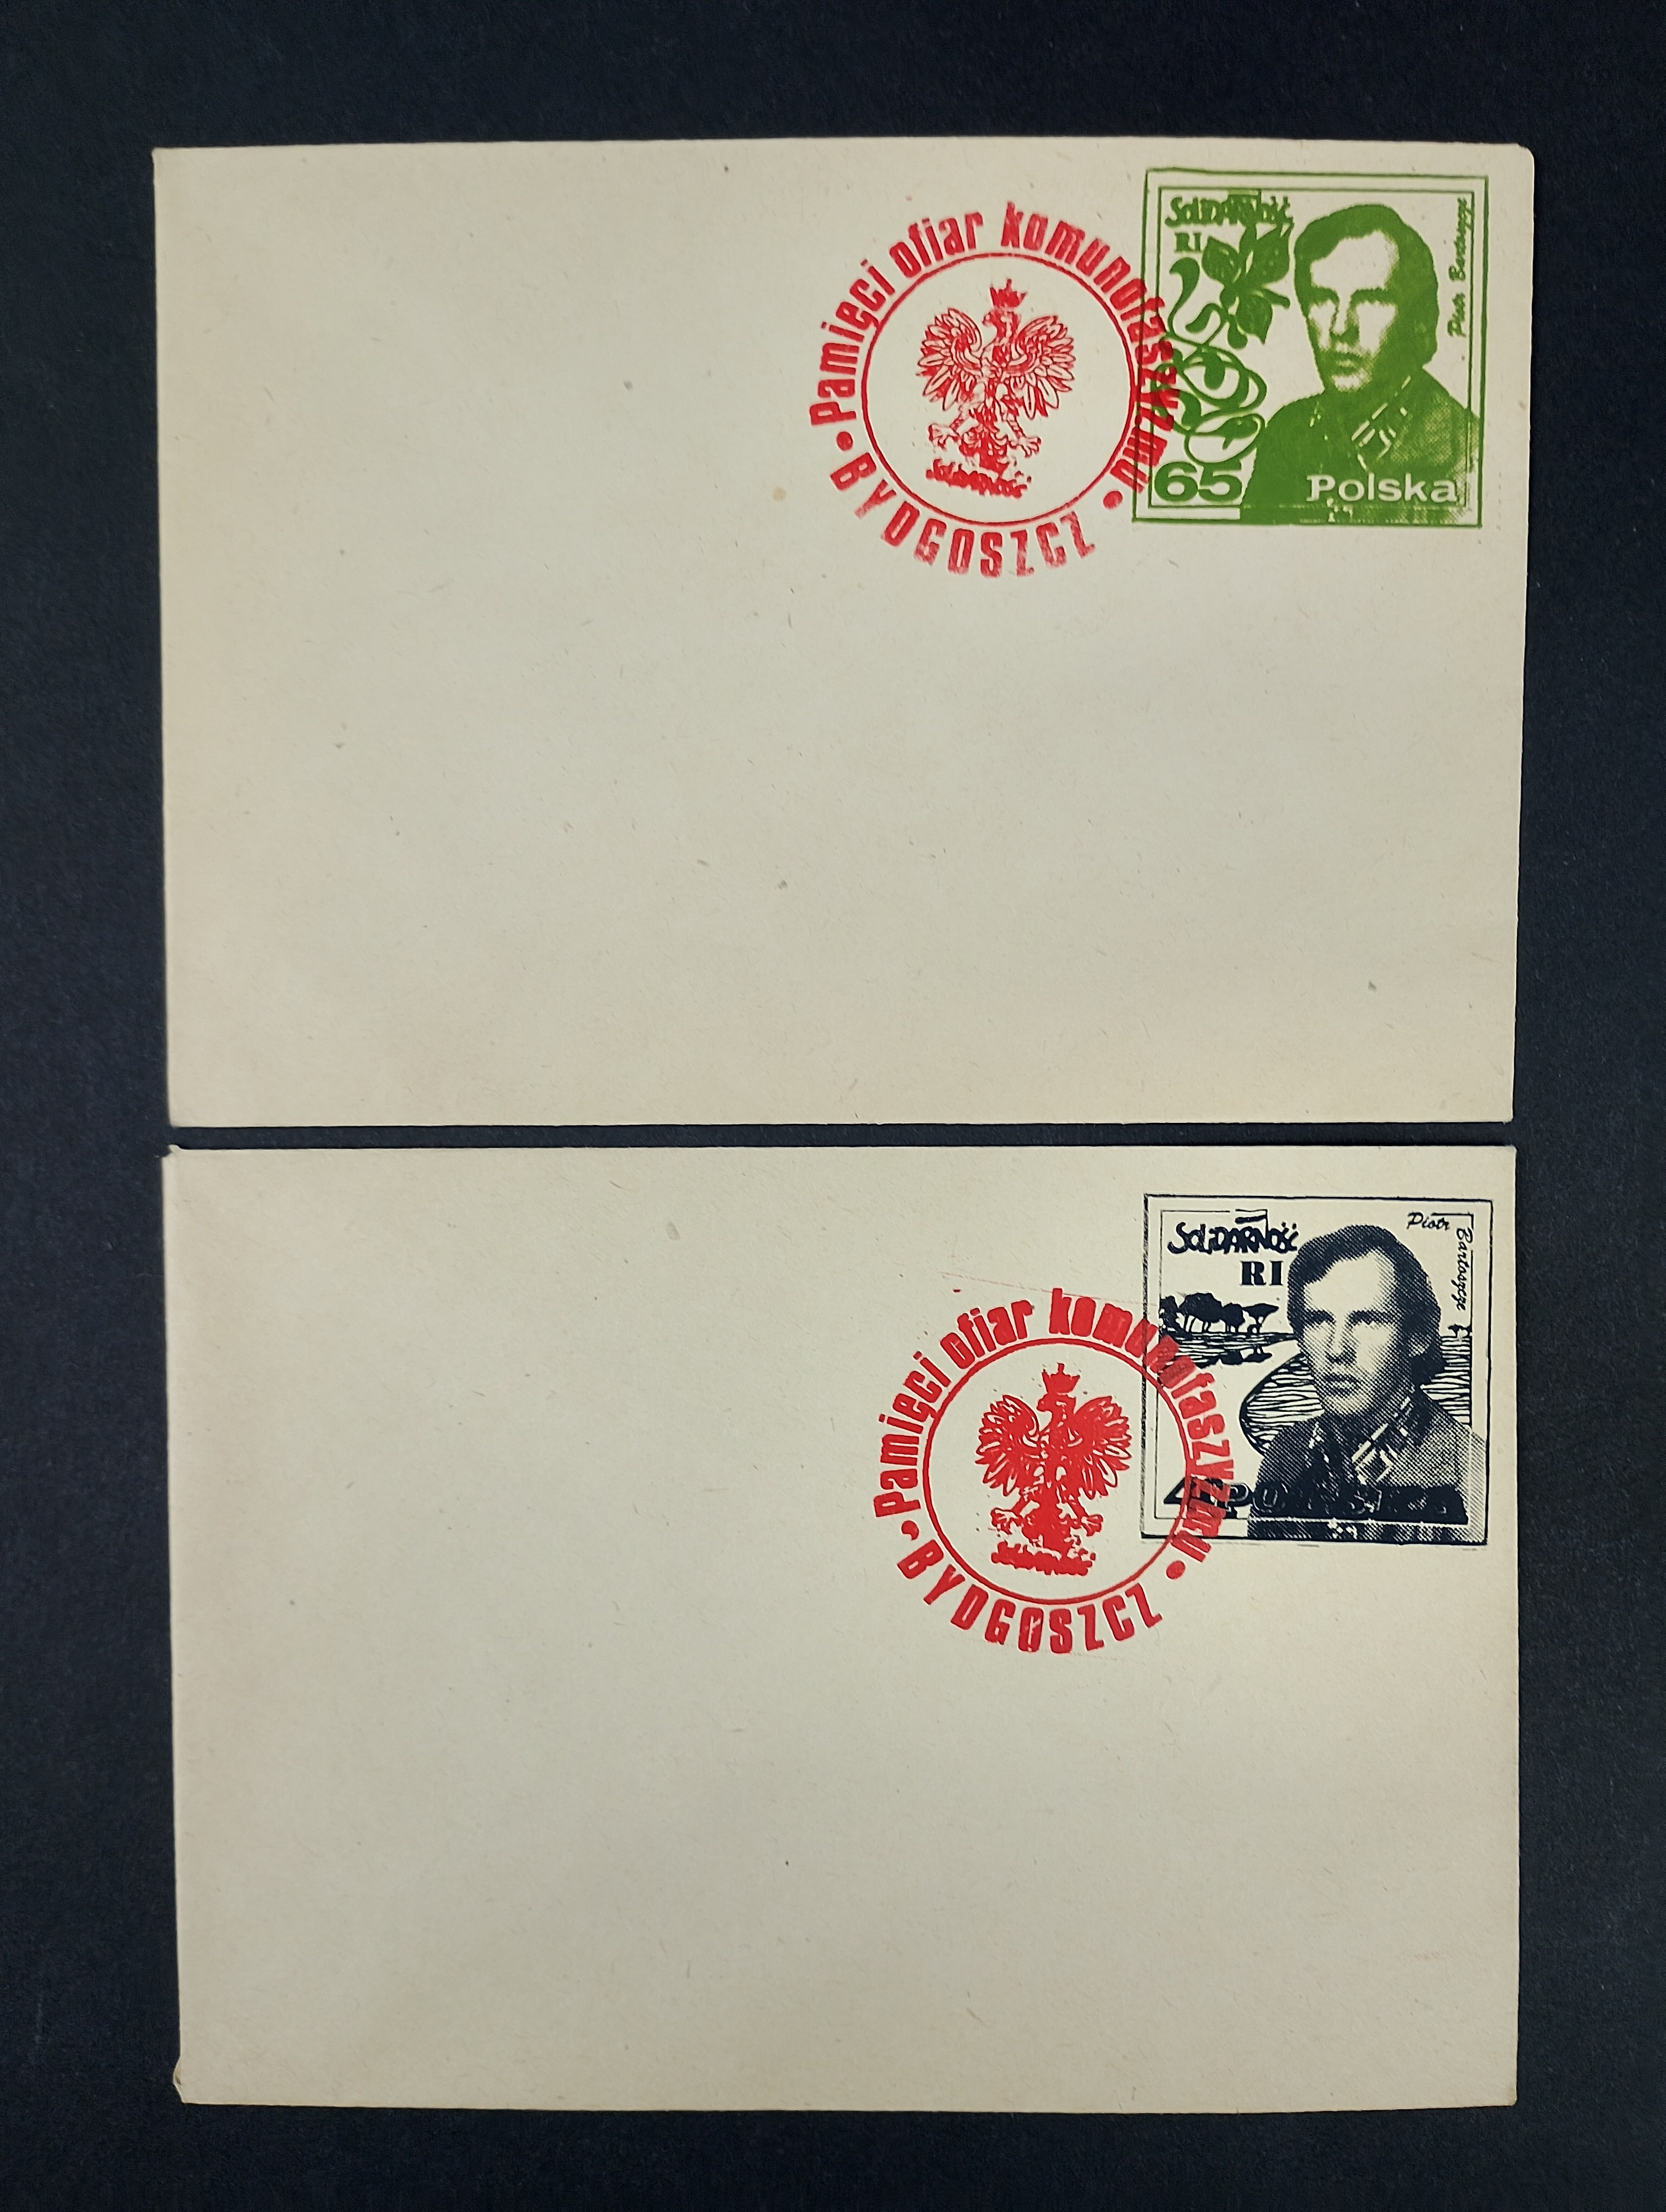 Pamięci ofiar komunofaszyzmu
• BYDGOSZCZ •
Solidarność
SOLIDARNOŚĆ
RI
Piotr Bartoszcze
65
Polska
Pamięci ofiar komunofaszyzmu
• BYDGOSZCZ •
Solidarność
SOLIDARNOŚĆ
RI
Piotr
Bartoszcze
POLSKA